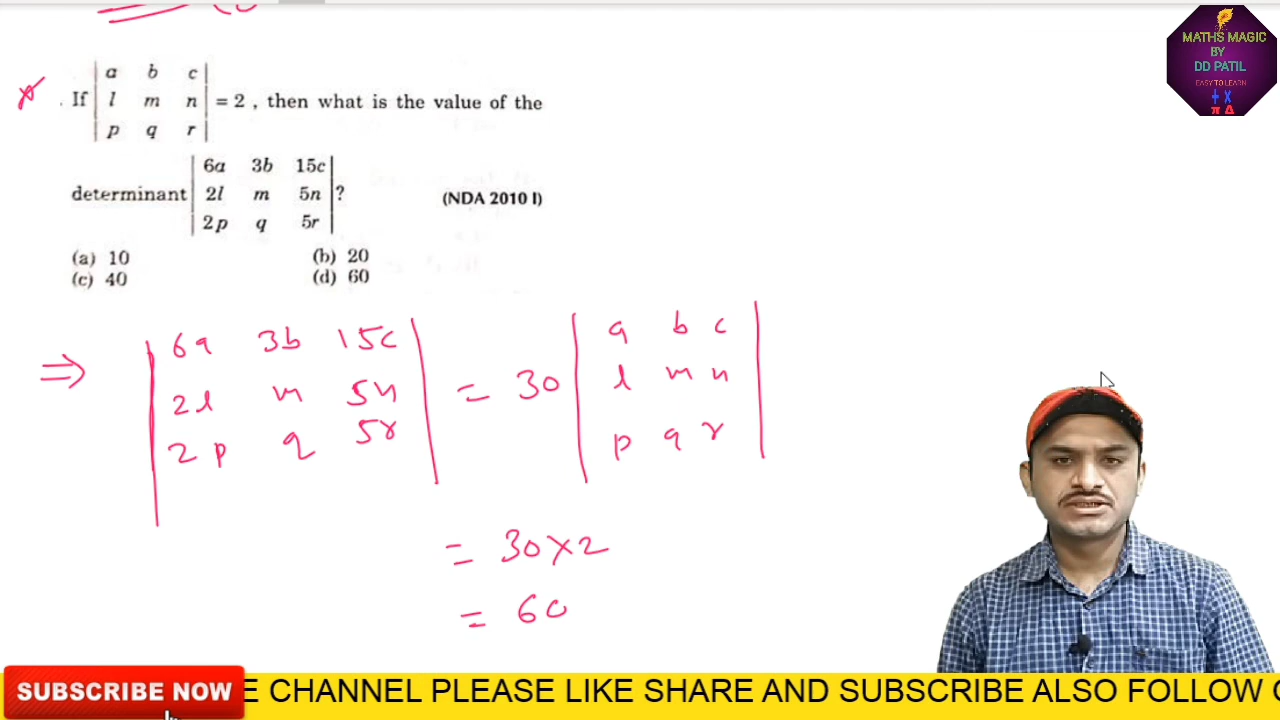 MATHS MAGIC
BY
DD PATIL
EASY TO LEARN
+ X
π Δ
a b c
. If l m n = 2 , then what is the value of the
p q r
6a 3b 15c
determinant 2l m 5n ?
(NDA 2010 I)
2p q 5r
(a) 10 (b) 20
(c) 40 (d) 60
6a 3b 15c
2l m 5n
2p q 5r
= 30
a b c
l m n
p q r
= 30×2
= 60
SUBSCRIBE NOW
E CHANNEL PLEASE LIKE SHARE AND SUBSCRIBE ALSO FOLLOW